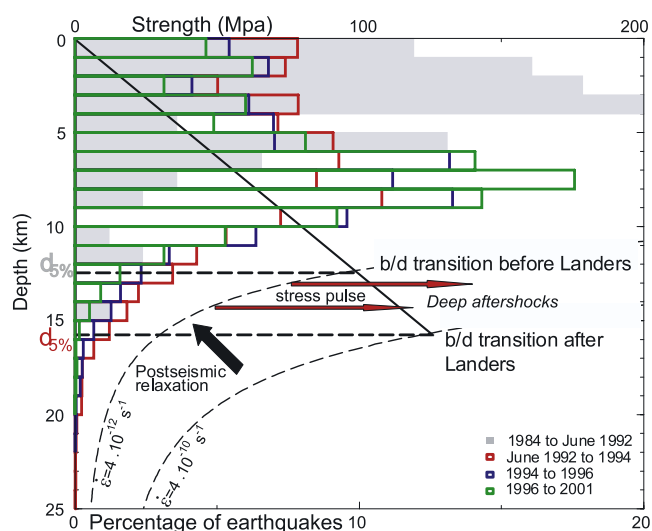 0 100 200
Strength (Mpa)
0
5
10
15
20
25
Depth (km)
d5%
d5%
b/d transition before Landers
stress pulse
Deep aftershocks
b/d transition after
Landers
Postseismic
relaxation
ε̇=4 .10-12 s-1
ε̇=4 .10-10 s-1
1984 to June 1992
June 1992 to 1994
1994 to 1996
1996 to 2001
Percentage of earthquakes
10 20